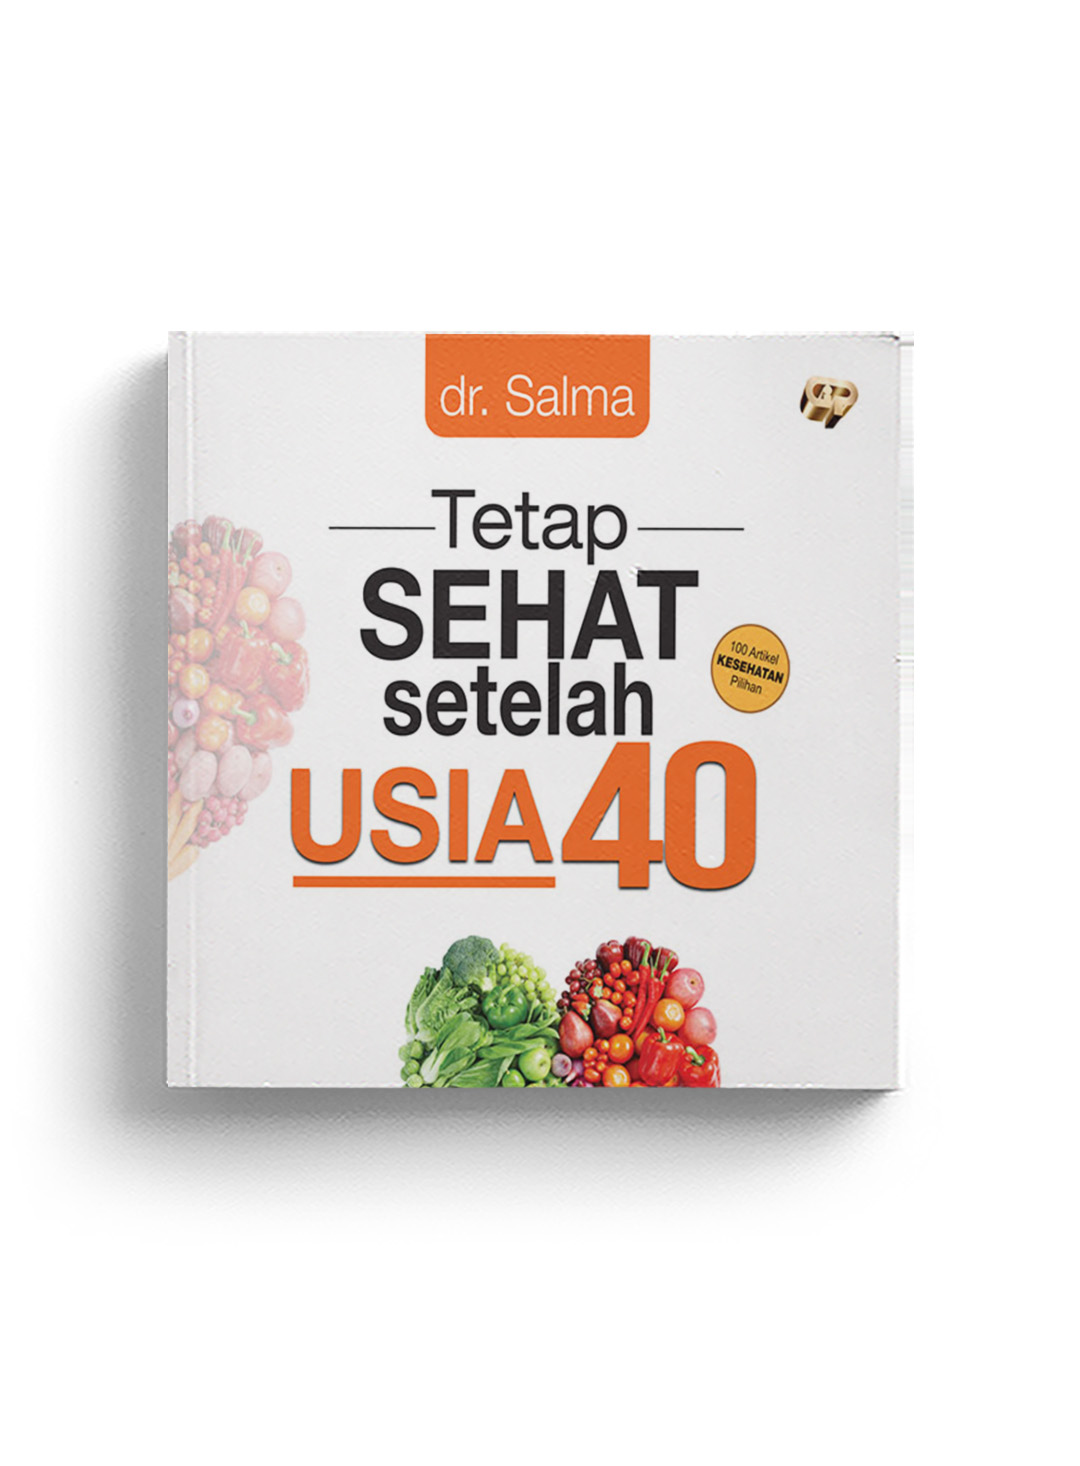 dr. Salma
Tetap
SEHAT
setelah
USIA 40
100 Artikel
KESEHATAN
Pilihan